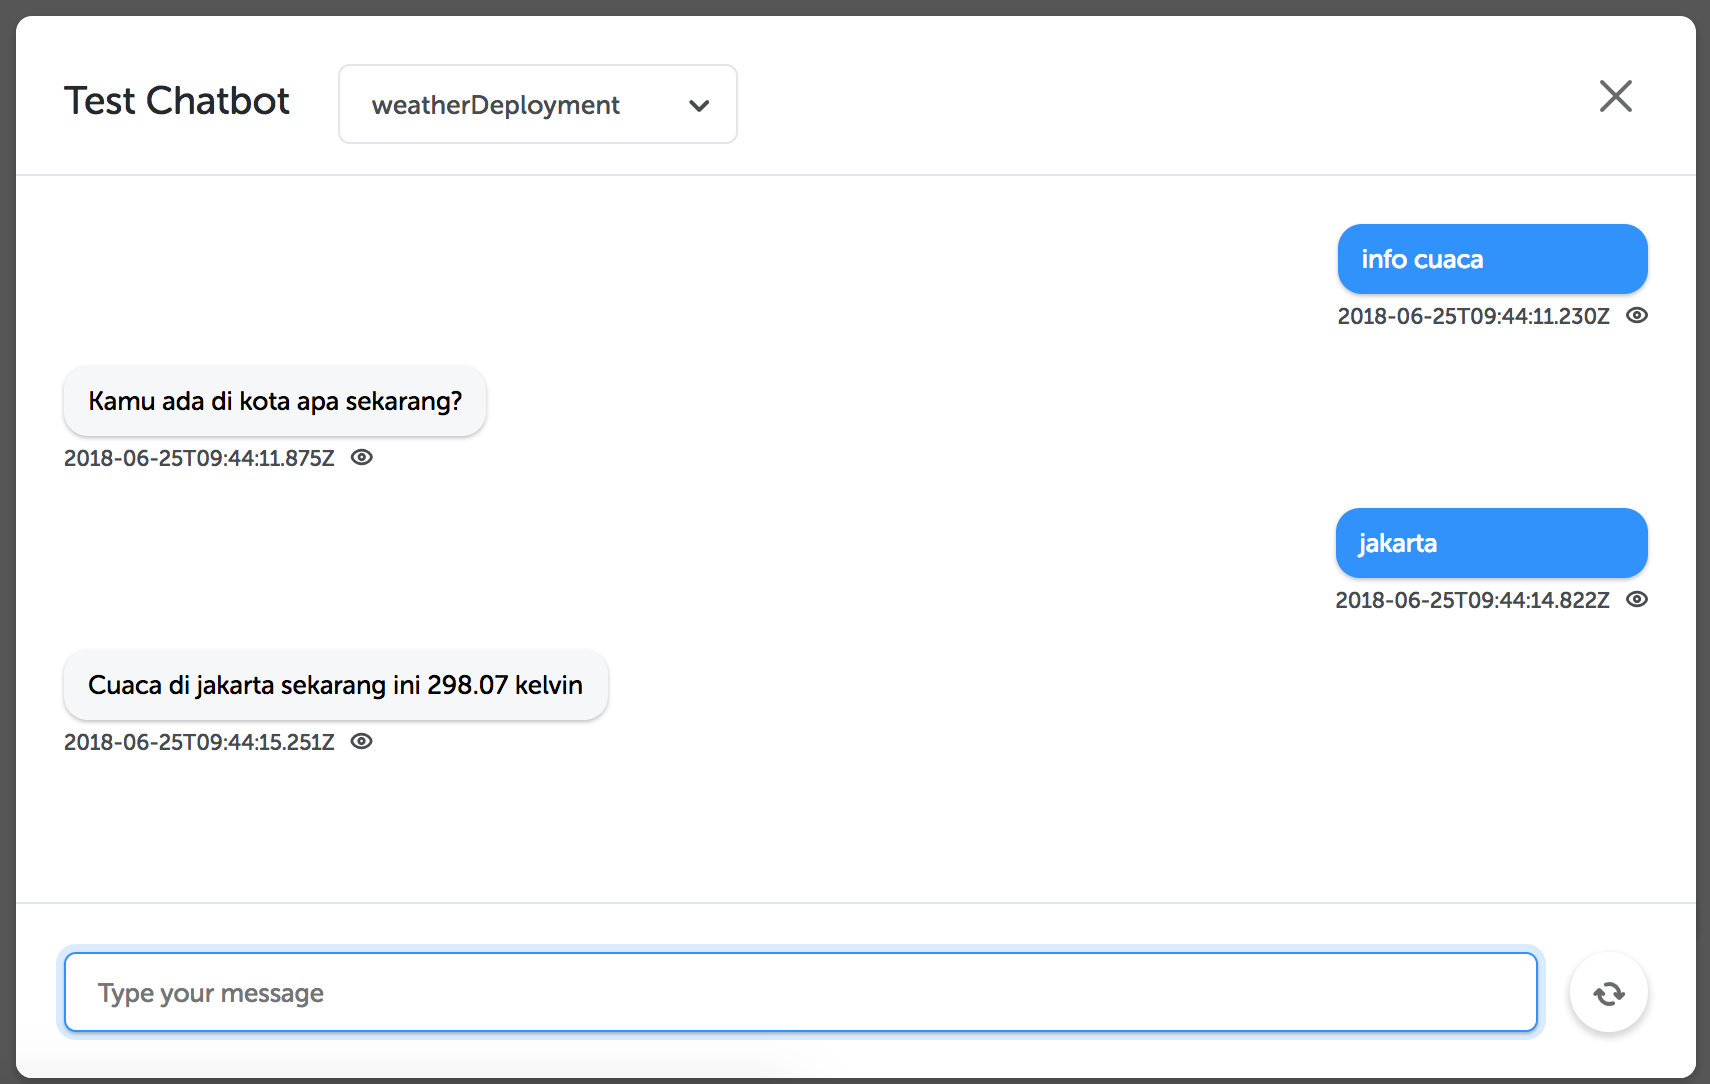 Test Chatbot
weatherDeployment
info cuaca
2018-06-25T09:44:11.230Z
Kamu ada di kota apa sekarang?
2018-06-25T09:44:11.875Z
jakarta
2018-06-25T09:44:14.822Z
Cuaca di jakarta sekarang ini 298.07 kelvin
2018-06-25T09:44:15.251Z
Type your message